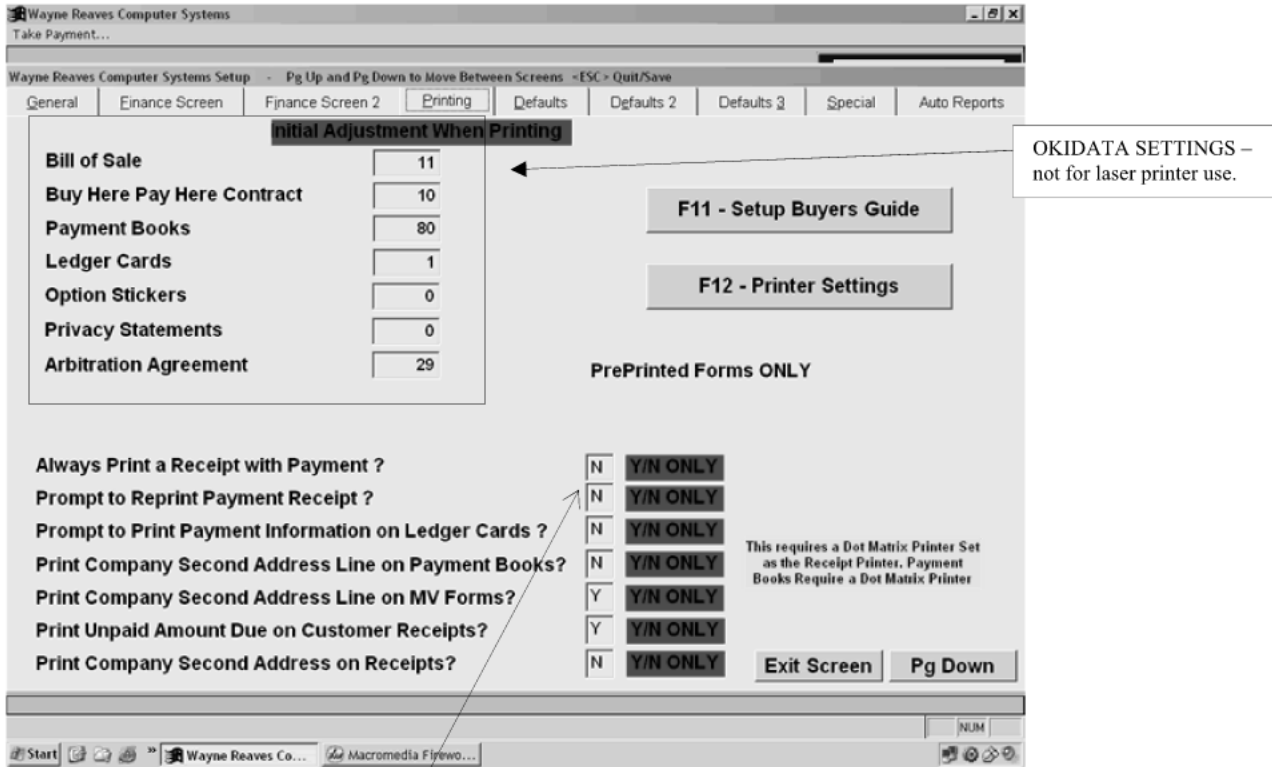 Wayne Reaves Computer Systems
Take Payment...
Wayne Reaves Computer Systems Setup - Pg Up and Pg Down to Move Between Screens <ESC> Quit/Save
General Finance Screen Finance Screen 2 Printing Defaults Defaults 2 Defaults 3 Special Auto Reports
nitial Adjustment When Printing
Bill of Sale 11
Buy Here Pay Here Contract 10
Payment Books 80
Ledger Cards 1
Option Stickers 0
Privacy Statements 0
Arbitration Agreement 29
OKIDATA SETTINGS –
not for laser printer use.
F11 - Setup Buyers Guide
F12 - Printer Settings
PrePrinted Forms ONLY
Always Print a Receipt with Payment ? N Y/N ONLY
Prompt to Reprint Payment Receipt ? N Y/N ONLY
Prompt to Print Payment Information on Ledger Cards ? N Y/N ONLY
Print Company Second Address Line on Payment Books? N Y/N ONLY
Print Company Second Address Line on MV Forms? Y Y/N ONLY
Print Unpaid Amount Due on Customer Receipts? Y Y/N ONLY
Print Company Second Address on Receipts? N Y/N ONLY
This requires a Dot Matrix Printer Set
as the Receipt Printer. Payment
Books Require a Dot Matrix Printer
Exit Screen Pg Down
NUM
Start » Wayne Reaves Co... Macromedia Firewo...